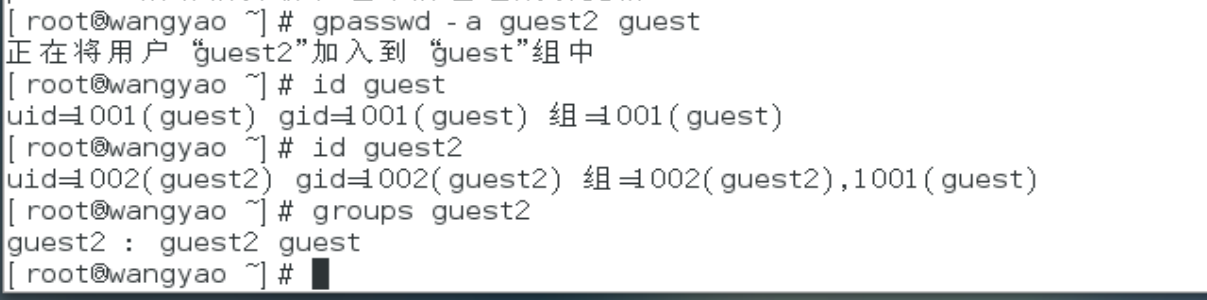 [root@wangyao ~]# gpasswd -a guest2 guest
正在将用户“guest2”加入到“guest”组中
[root@wangyao ~]# id guest
uid=1001(guest) gid=1001(guest) 组=1001(guest)
[root@wangyao ~]# id guest2
uid=1002(guest2) gid=1002(guest2) 组=1002(guest2),1001(guest)
[root@wangyao ~]# groups guest2
guest2 : guest2 guest
[root@wangyao ~]#